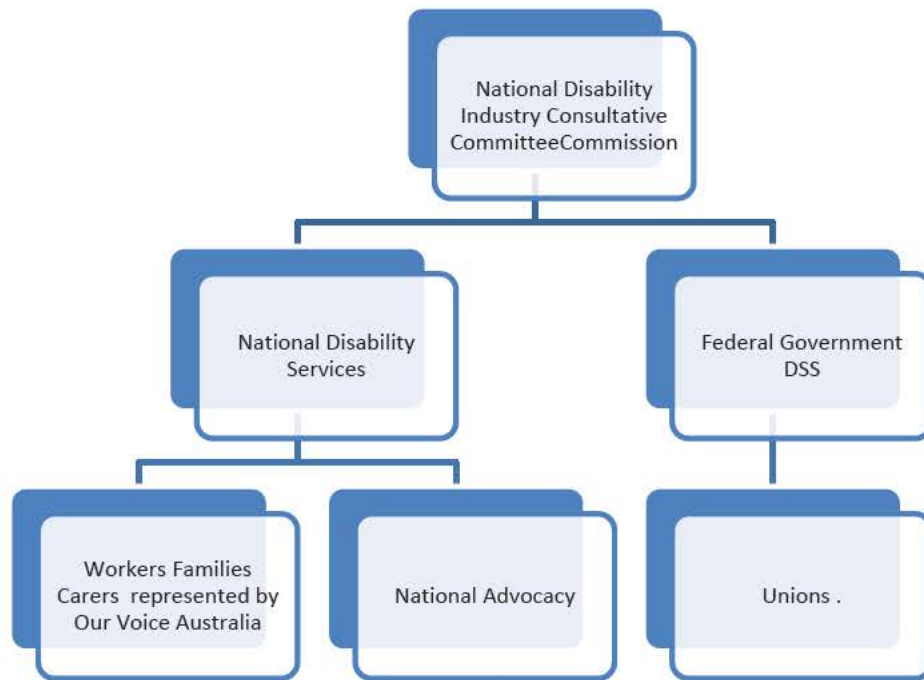 National Disability
Industry Consultative
CommitteeCommission
National Disability
Services
Federal Government
DSS
Workers Families
Carers  represented by
Our Voice Australia
National Advocacy
Unions .